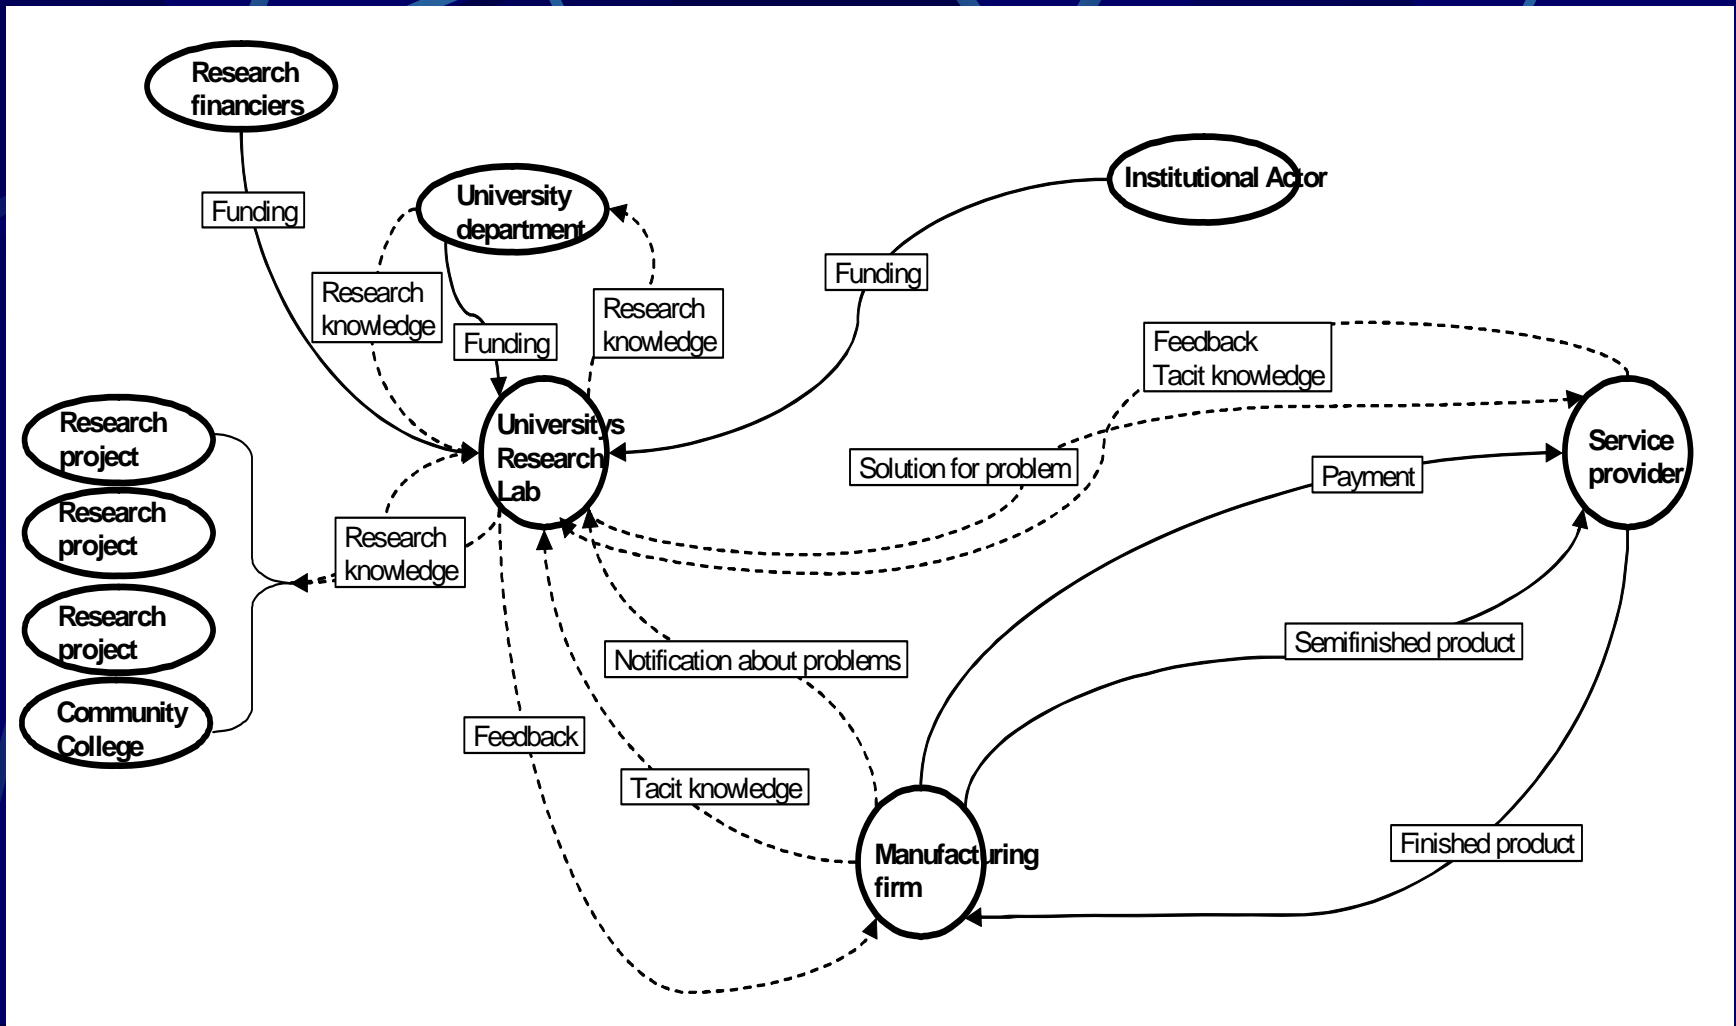 Research
financiers
University
department
Institutional Actor
Funding
Funding
Research
knowledge
Research
knowledge
Funding
Feedback
Tacit knowledge
Research
project
Universitys
Research
Lab
Service
provider
Solution for problem
Payment
Research
project
Research
knowledge
Research
project
Semifinished product
Notification about problems
Community
College
Feedback
Tacit knowledge
Finished product
Manufacturing
firm